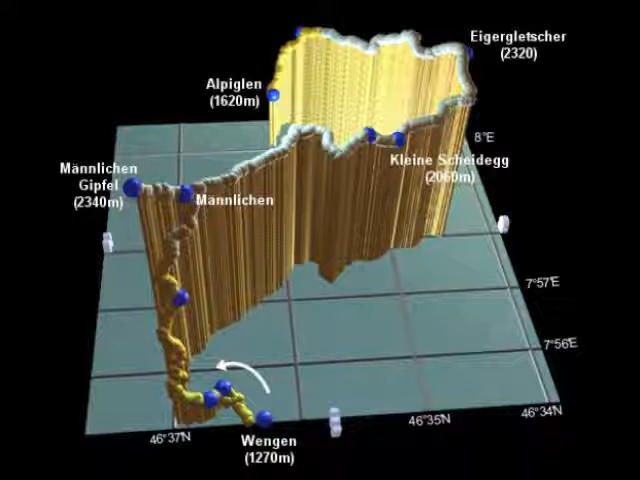 Eigergletscher
(2320)
Alpiglen
(1620m)
8°E
Männlichen
Gipfel
(2340m)
Männlichen
Kleine Scheidegg
(2060m)
7°57'E
7°56'E
46°37'N
46°35'N
46°34'N
Wengen
(1270m)